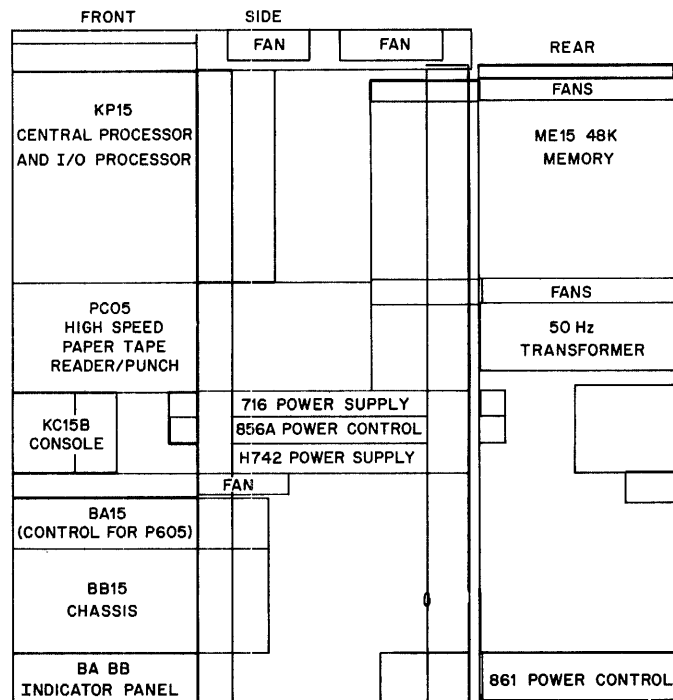 FRONT
SIDE
REAR
FAN
FAN
FANS
KP15
CENTRAL PROCESSOR
AND I/O PROCESSOR
ME15 48K
MEMORY
PC05
HIGH SPEED
PAPER TAPE
READER/PUNCH
FANS
50 Hz
TRANSFORMER
KC15B
CONSOLE
716 POWER SUPPLY
856A POWER CONTROL
H742 POWER SUPPLY
FAN
BA15
(CONTROL FOR P605)
BB15
CHASSIS
BA BB
INDICATOR PANEL
861 POWER CONTROL